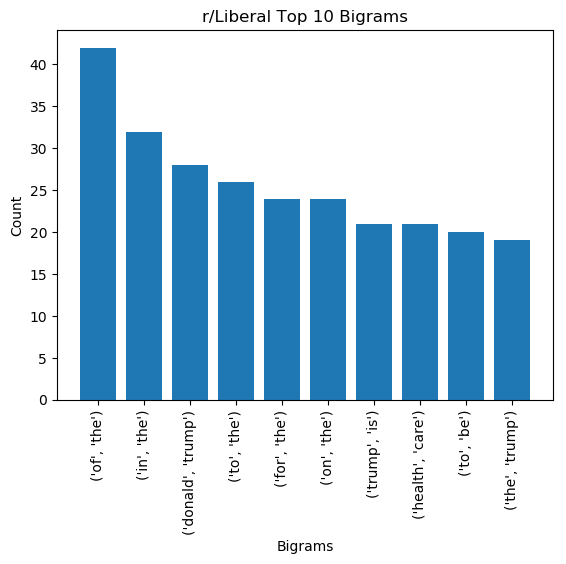 r/Liberal Top 10 Bigrams
Count
40
35
30
25
20
15
10
5
0
('of', 'the')
('in', 'the')
('donald', 'trump')
('to', 'the')
('for', 'the')
('on', 'the')
('trump', 'is')
('health', 'care')
('to', 'be')
('the', 'trump')
Bigrams